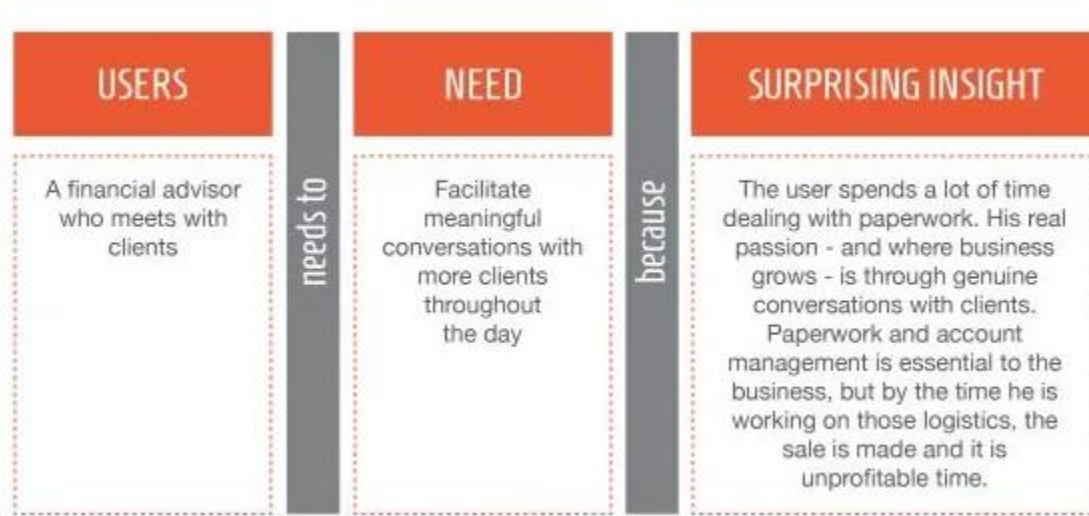 USERS
A financial advisor
who meets with
clients
needs to
NEED
Facilitate
meaningful
conversations with
more clients
throughout
the day
because
SURPRISING INSIGHT
The user spends a lot of time
dealing with paperwork. His real
passion - and where business
grows - is through genuine
conversations with clients.
Paperwork and account
management is essential to the
business, but by the time he is
working on those logistics, the
sale is made and it is
unprofitable time.